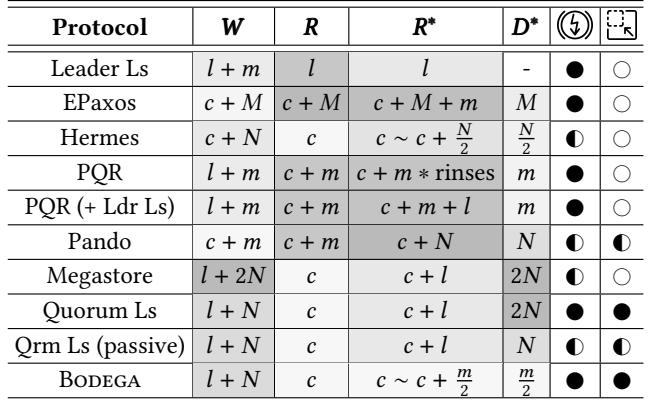 Protocol W R R* D*
Leader Ls l + m l l - ● ○
EPaxos c + M c + M c + M + m M ● ○
Hermes c + N c c ∼ c + N/2 N/2 ◐ ○
PQR l + m c + m c + m ∗ rinses m ● ○
PQR (+ Ldr Ls) l + m c + m c + m + l m ● ○
Pando c + m c + m c + N N ◐ ◐
Megastore l + 2N c c + l 2N ◐ ○
Quorum Ls l + N c c + l 2N ● ●
Qrm Ls (passive) l + N c c + l N ◐ ◐
BODEGA l + N c c ∼ c + m/2 m/2 ● ●